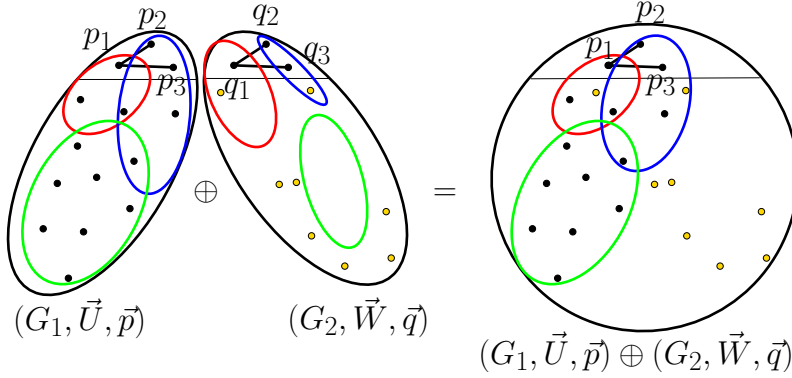 p₁ p₂ p₃
q₁ q₂ q₃
p₁ p₂ p₃
⊕ =
(G₁, U⃗, p⃗)
(G₂, W⃗, q⃗)
(G₁, U⃗, p⃗) ⊕ (G₂, W⃗, q⃗)